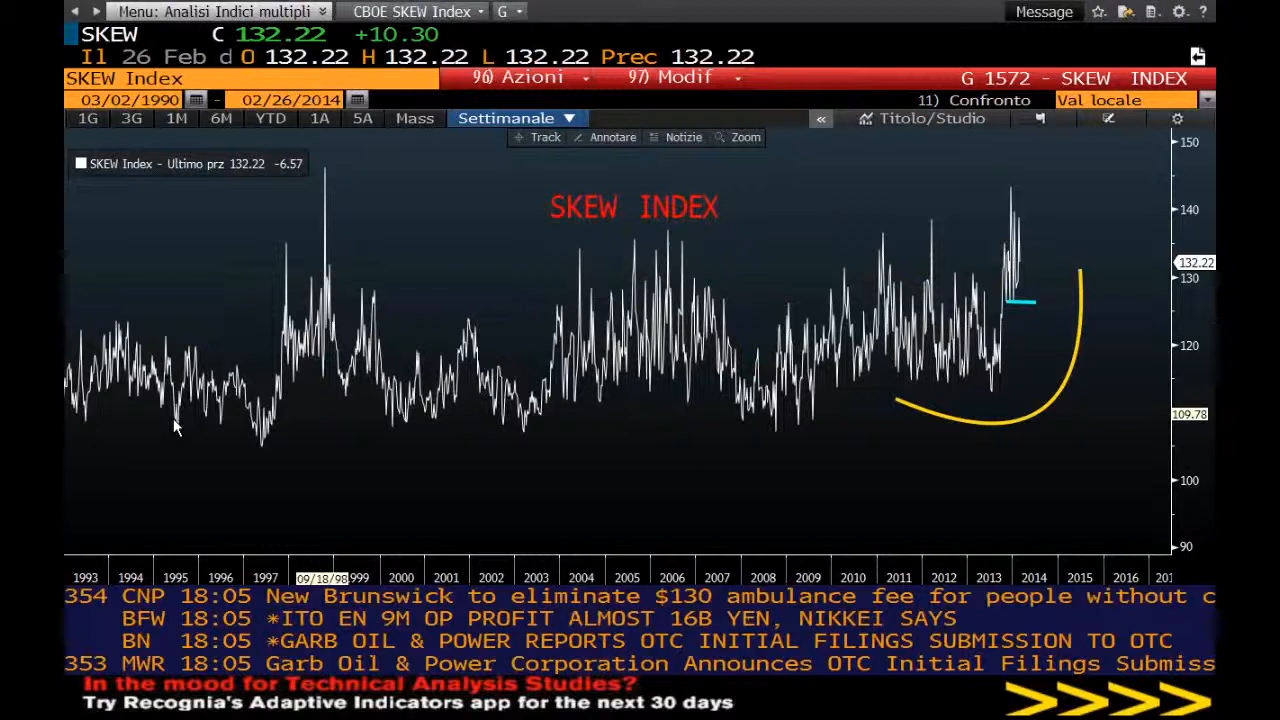 Menu: Analisi Indici multipli CBOE SKEW Index G Message ?
SKEW C 132.22 +10.30
Il 26 Feb d O 132.22 H 132.22 L 132.22 Prec 132.22
SKEW Index 96) Azioni 97) Modif G 1572 - SKEW INDEX
03/02/1990 - 02/26/2014 11) Confronto Val locale
1G 3G 1M 6M YTD 1A 5A Mass Settimanale ▼ « Titolo/Studio
Track Annotare Notizie Zoom
SKEW Index - Ultimo prz 132.22 -6.57
SKEW INDEX
150
140
132.22
130
120
109.78
100
90
1993 1994 1995 1996 1997 09/18/98 999 2000 2001 2002 2003 2004 2005 2006 2007 2008 2009 2010 2011 2012 2013 2014 2015 2016 201
354 CNP 18:05 New Brunswick to eliminate $130 ambulance fee for people without c
BFW 18:05 *ITO EN 9M OP PROFIT ALMOST 16B YEN, NIKKEI SAYS
BN 18:05 *GARB OIL & POWER REPORTS OTC INITIAL FILINGS SUBMISSION TO OTC
353 MWR 18:05 Garb Oil & Power Corporation Announces OTC Initial Filings Submiss
In the mood for Technical Analysis Studies?
Try Recognia's Adaptive Indicators app for the next 30 days